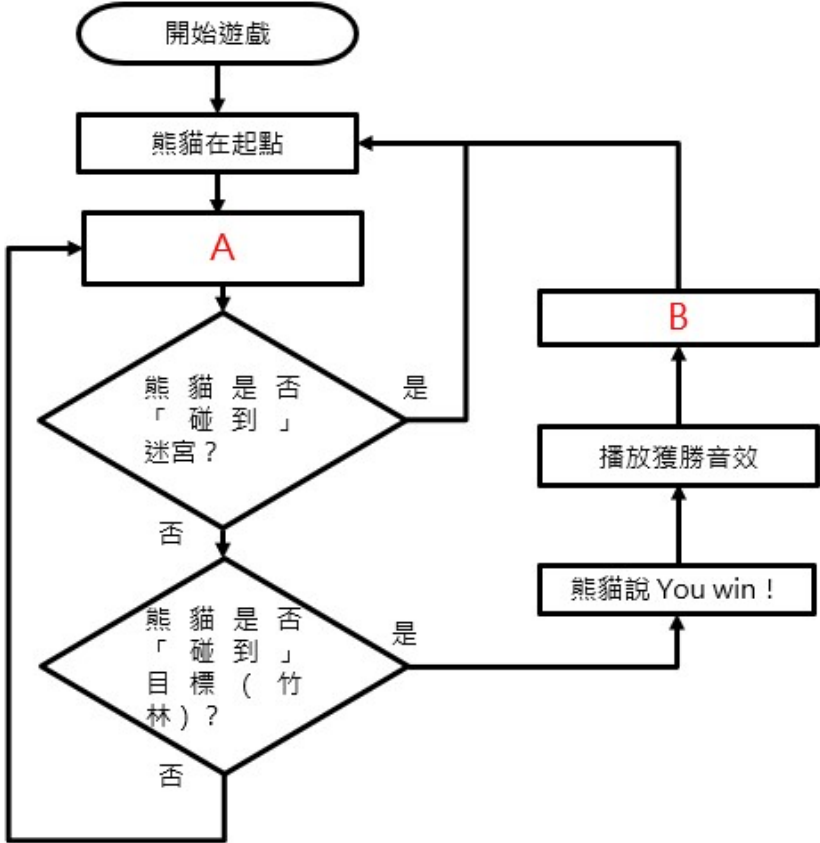 開始遊戲
熊貓在起點
A
熊貓是否
「碰到」
迷宮？
是
否
熊貓是否
「碰到」
目標(竹
林)？
是
否
熊貓說 You win！
播放獲勝音效
B